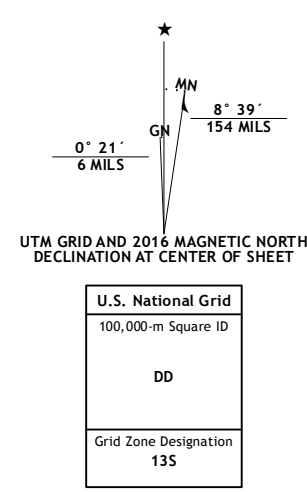 ★
MN
GN
8° 39´
154 MILS
0° 21´
6 MILS
UTM GRID AND 2016 MAGNETIC NORTH
DECLINATION AT CENTER OF SHEET
U.S. National Grid
100,000-m Square ID
DD
Grid Zone Designation
13S